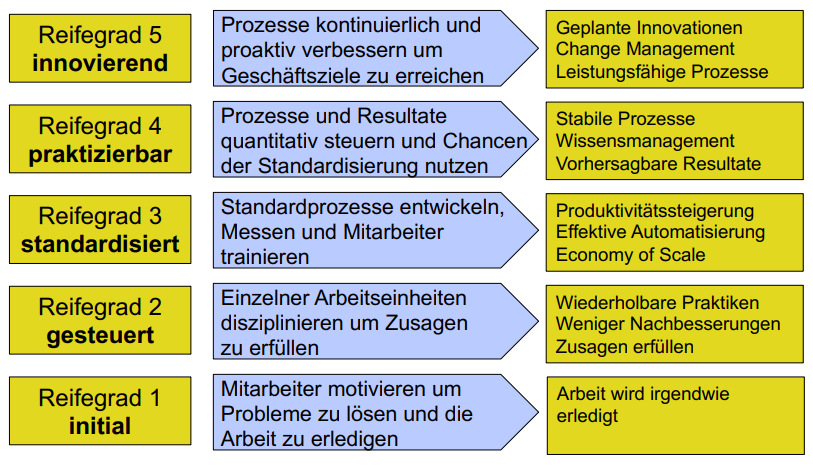 Reifegrad 5
innovierend
Prozesse kontinuierlich und
proaktiv verbessern um
Geschäftsziele zu erreichen
Geplante Innovationen
Change Management
Leistungsfähige Prozesse
Reifegrad 4
praktizierbar
Prozesse und Resultate
quantitativ steuern und Chancen
der Standardisierung nutzen
Stabile Prozesse
Wissensmanagement
Vorhersagbare Resultate
Reifegrad 3
standardisiert
Standardprozesse entwickeln,
Messen und Mitarbeiter
trainieren
Produktivitätssteigerung
Effektive Automatisierung
Economy of Scale
Reifegrad 2
gesteuert
Einzelner Arbeitseinheiten
disziplinieren um Zusagen
zu erfüllen
Wiederholbare Praktiken
Weniger Nachbesserungen
Zusagen erfüllen
Reifegrad 1
initial
Mitarbeiter motivieren um
Probleme zu lösen und die
Arbeit zu erledigen
Arbeit wird irgendwie
erledigt